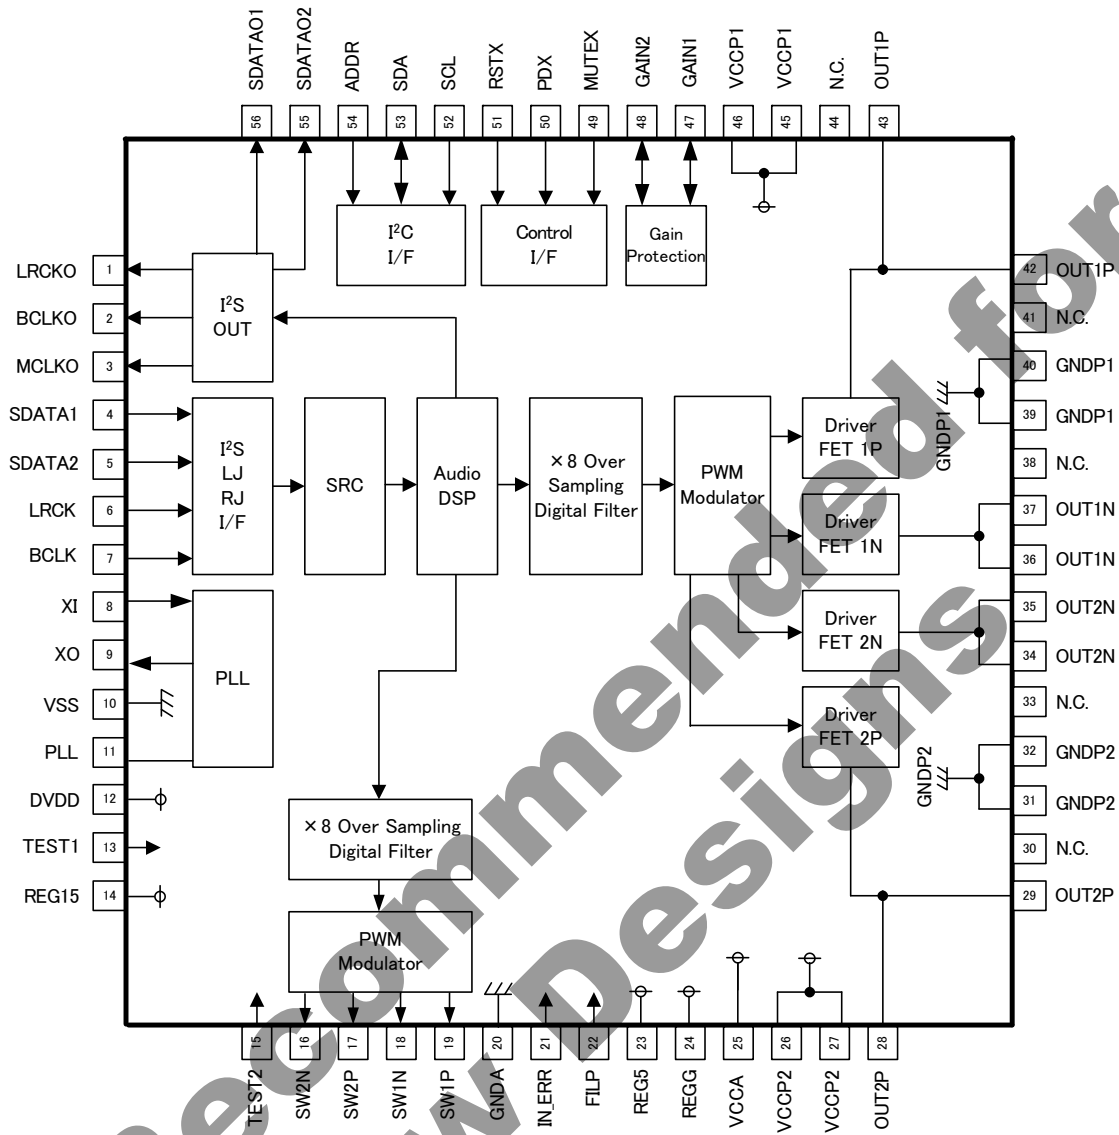 SDATAO1
SDATAO2
ADDR
SDA
SCL
RSTX
PDX
MUTEX
GAIN2
GAIN1
VCCP1
VCCP1
N.C.
OUT1P
56
55
54
53
52
51
50
49
48
47
46
45
44
43
I²C
I/F
Control
I/F
Gain
Protection
LRCKO 1
BCLKO 2
MCLKO 3
SDATA1 4
SDATA2 5
LRCK 6
BCLK 7
XI 8
XO 9
VSS 10
PLL 11
DVDD 12
TEST1 13
REG15 14
I²S
OUT
I²S
LJ
RJ
I/F
SRC
Audio
DSP
×8 Over
Sampling
Digital Filter
PWM
Modulator
Driver
FET 1P
Driver
FET 1N
Driver
FET 2N
Driver
FET 2P
PLL
×8 Over Sampling
Digital Filter
PWM
Modulator
GNDP1
GNDP2
42 OUT1P
41 N.C.
40 GNDP1
39 GNDP1
38 N.C.
37 OUT1N
36 OUT1N
35 OUT2N
34 OUT2N
33 N.C.
32 GNDP2
31 GNDP2
30 N.C.
29 OUT2P
15
16
17
18
19
20
21
22
23
24
25
26
27
28
TEST2
SW2N
SW2P
SW1N
SW1P
GNDA
IN_ERR
FILP
REG5
REGG
VCCA
VCCP2
VCCP2
OUT2P
Recommended for
Designs